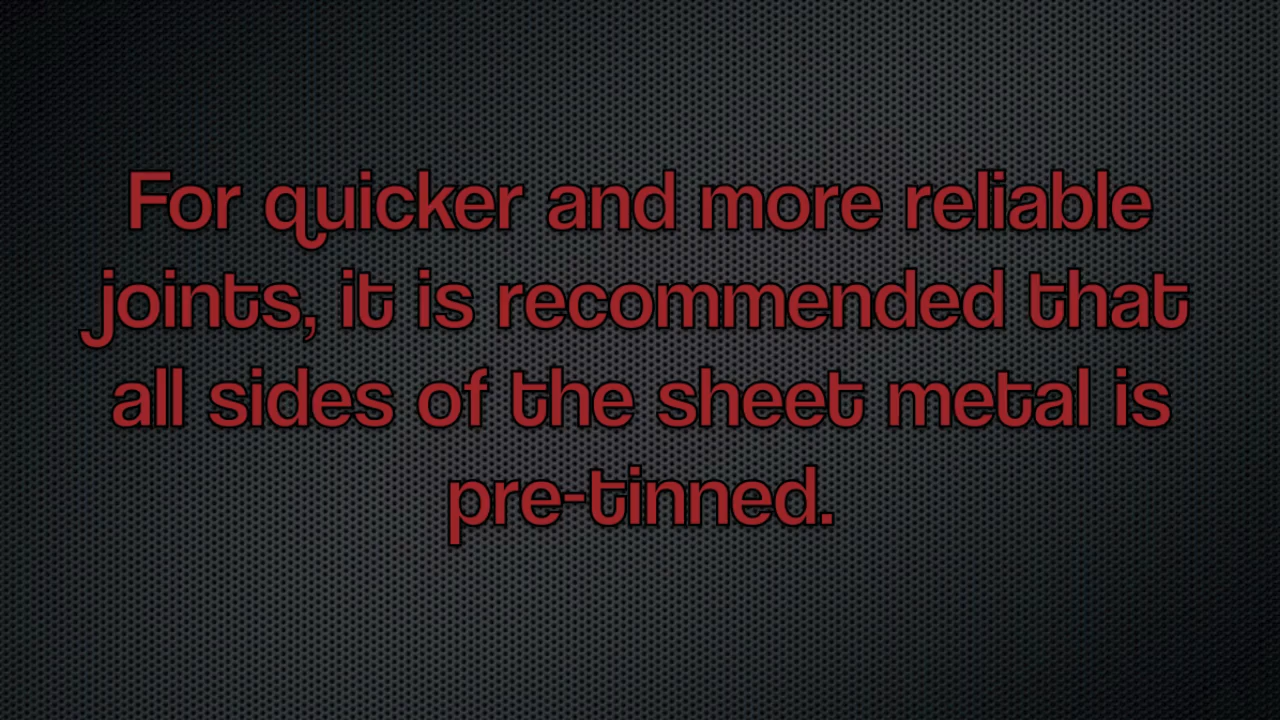 For quicker and more reliable
joints, it is recommended that
all sides of the sheet metal is
pre-tinned.